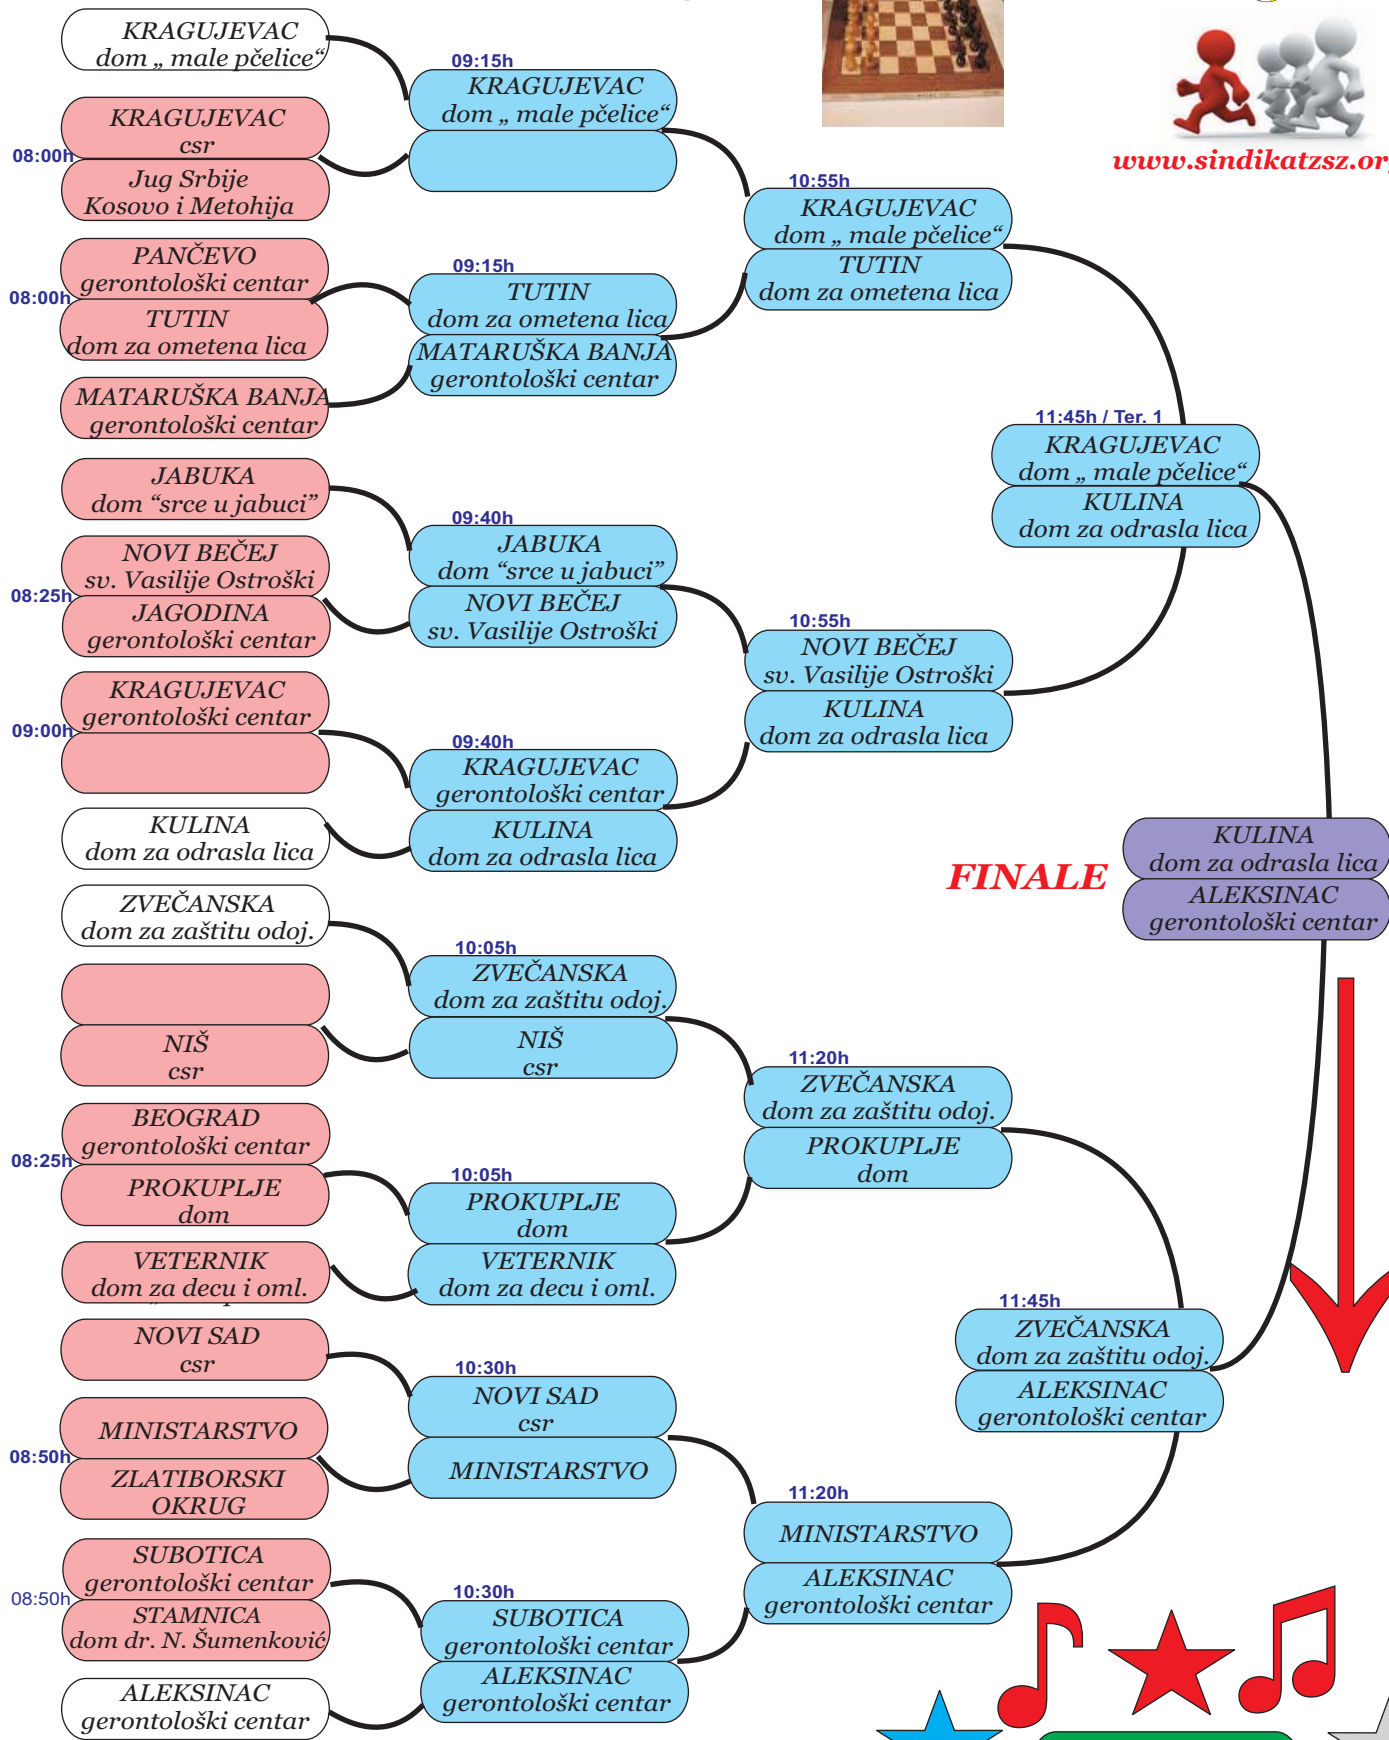 KRAGUJEVAC
dom „ male pčelice“
KRAGUJEVAC
csr
08:00h
Jug Srbije
Kosovo i Metohija
PANČEVO
gerontološki centar
08:00h
TUTIN
dom za ometena lica
MATARUŠKA BANJA
gerontološki centar
JABUKA
dom “srce u jabuci”
NOVI BEČEJ
sv. Vasilije Ostroški
08:25h
JAGODINA
gerontološki centar
KRAGUJEVAC
gerontološki centar
09:00h
KULINA
dom za odrasla lica
ZVEČANSKA
dom za zaštitu odoj.
NIŠ
csr
BEOGRAD
gerontološki centar
08:25h
PROKUPLJE
dom
VETERNIK
dom za decu i oml.
NOVI SAD
csr
MINISTARSTVO
08:50h
ZLATIBORSKI
OKRUG
SUBOTICA
gerontološki centar
08:50h
STAMNICA
dom dr. N. Šumenković
ALEKSINAC
gerontološki centar
09:15h
KRAGUJEVAC
dom „ male pčelice“
09:15h
TUTIN
dom za ometena lica
MATARUŠKA BANJA
gerontološki centar
09:40h
JABUKA
dom “srce u jabuci”
NOVI BEČEJ
sv. Vasilije Ostroški
09:40h
KRAGUJEVAC
gerontološki centar
KULINA
dom za odrasla lica
10:05h
ZVEČANSKA
dom za zaštitu odoj.
NIŠ
csr
10:05h
PROKUPLJE
dom
VETERNIK
dom za decu i oml.
10:30h
NOVI SAD
csr
MINISTARSTVO
10:30h
SUBOTICA
gerontološki centar
ALEKSINAC
gerontološki centar
10:55h
KRAGUJEVAC
dom „ male pčelice“
TUTIN
dom za ometena lica
10:55h
NOVI BEČEJ
sv. Vasilije Ostroški
KULINA
dom za odrasla lica
11:20h
ZVEČANSKA
dom za zaštitu odoj.
PROKUPLJE
dom
11:20h
MINISTARSTVO
ALEKSINAC
gerontološki centar
www.sindikatzsz.org
11:45h / Ter. 1
KRAGUJEVAC
dom „ male pčelice“
KULINA
dom za odrasla lica
11:45h
ZVEČANSKA
dom za zaštitu odoj.
ALEKSINAC
gerontološki centar
FINALE
KULINA
dom za odrasla lica
ALEKSINAC
gerontološki centar